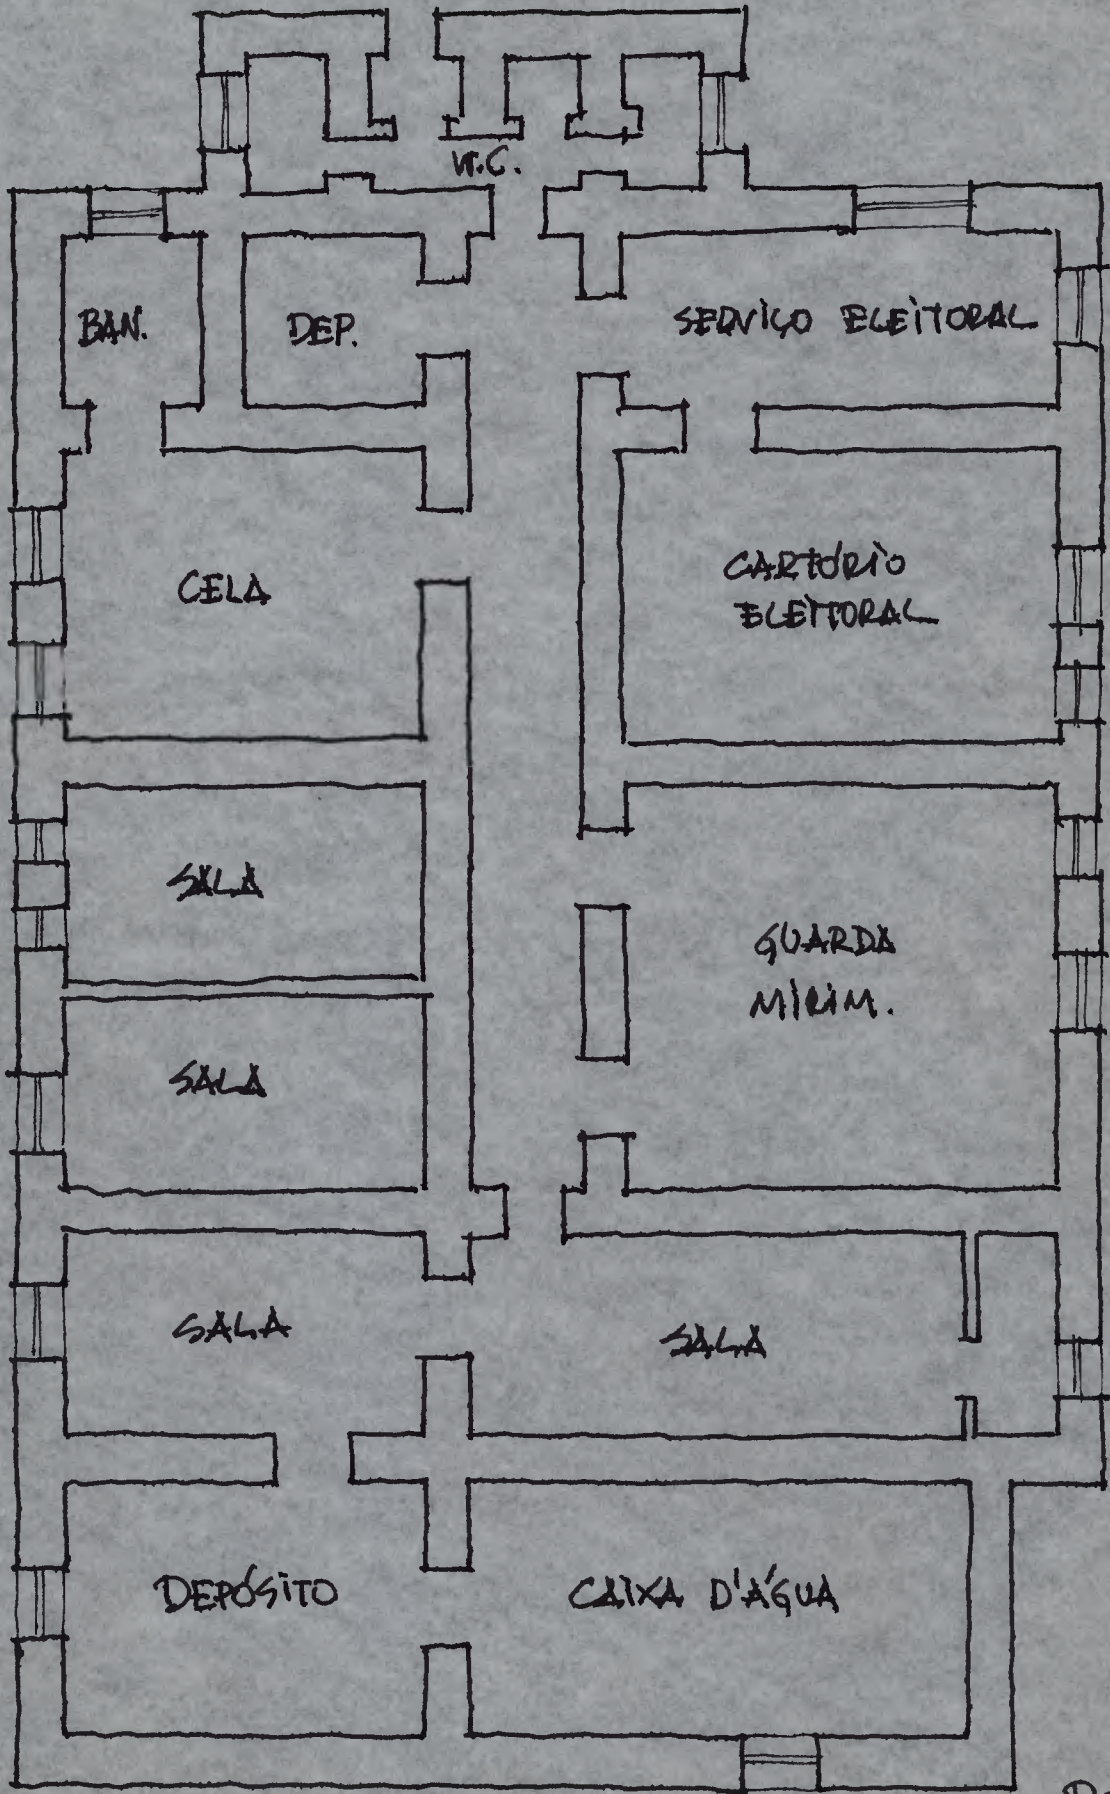 W.C.
BAN.
DEP.
SERVIÇO ELEITORAL
CELA
CARTÓRIO
ELEITORAL
SALA
GUARDA
MIRIM.
SALA
SALA
SALA
DEPÓSITO
CAIXA D'ÁGUA